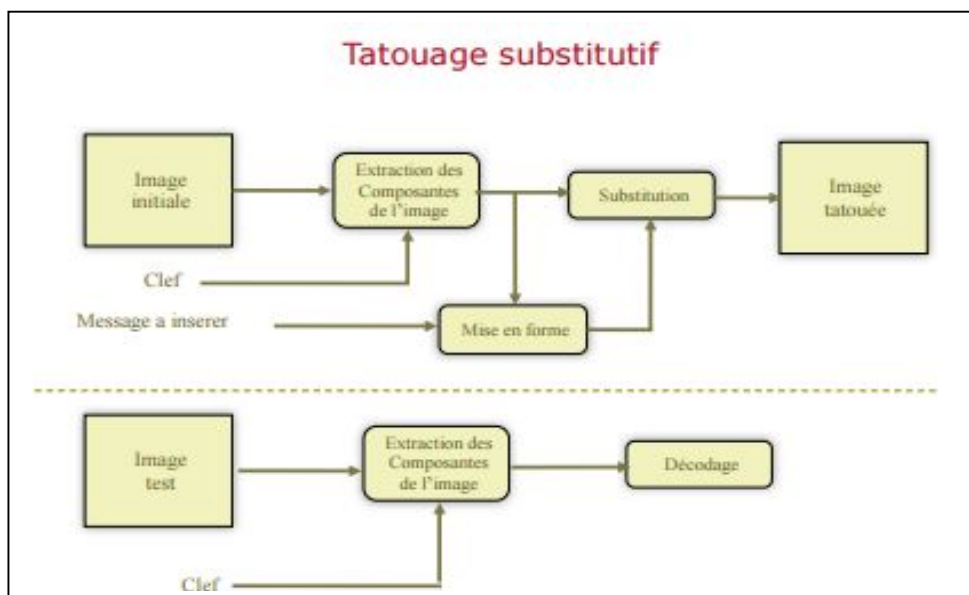 Tatouage substitutif
Image
initiale
Extraction des
Composantes
de l'image
Substitution
Image
tatouée
Clef
Message a inserer
Mise en forme
Image
test
Extraction des
Composantes
de l'image
Décodage
Clef